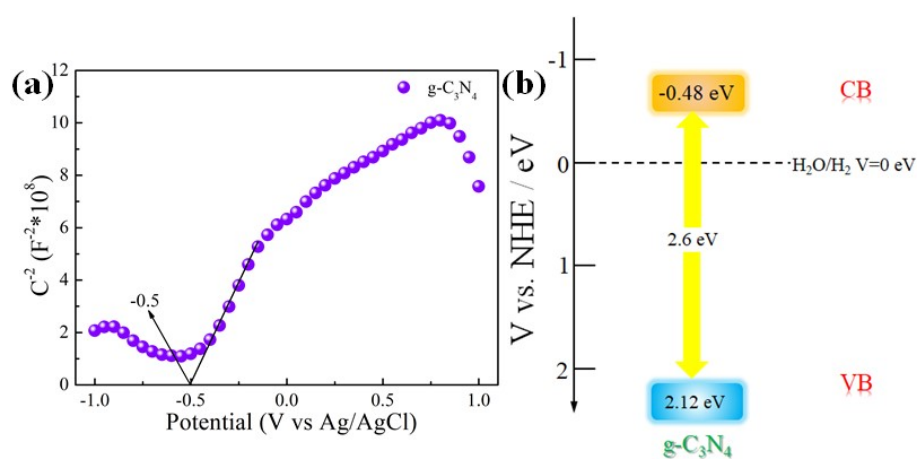 (a)
12
10
8
6
4
2
0
C⁻² (F⁻²*10⁸)
g-C₃N₄
-0.5
-1.0 -0.5 0.0 0.5 1.0
Potential (V vs Ag/AgCl)
(b)
V vs. NHE / eV
-1
0
1
2
-0.48 eV
CB
H₂O/H₂ V=0 eV
2.6 eV
2.12 eV
VB
g-C₃N₄